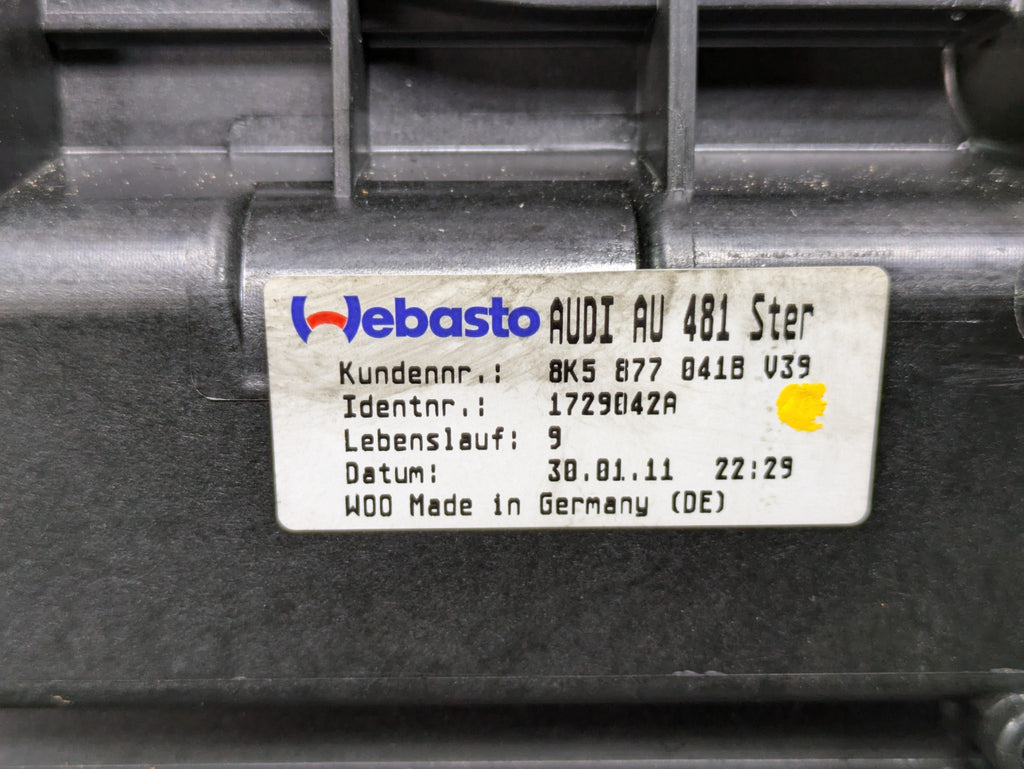 Webasto AUDI AU 481 Ster
Kundennr.: 8K5 877 041B V39
Identnr.: 1729042A
Lebenslauf: 9
Datum: 30.01.11 22:29
WOO Made in Germany (DE)